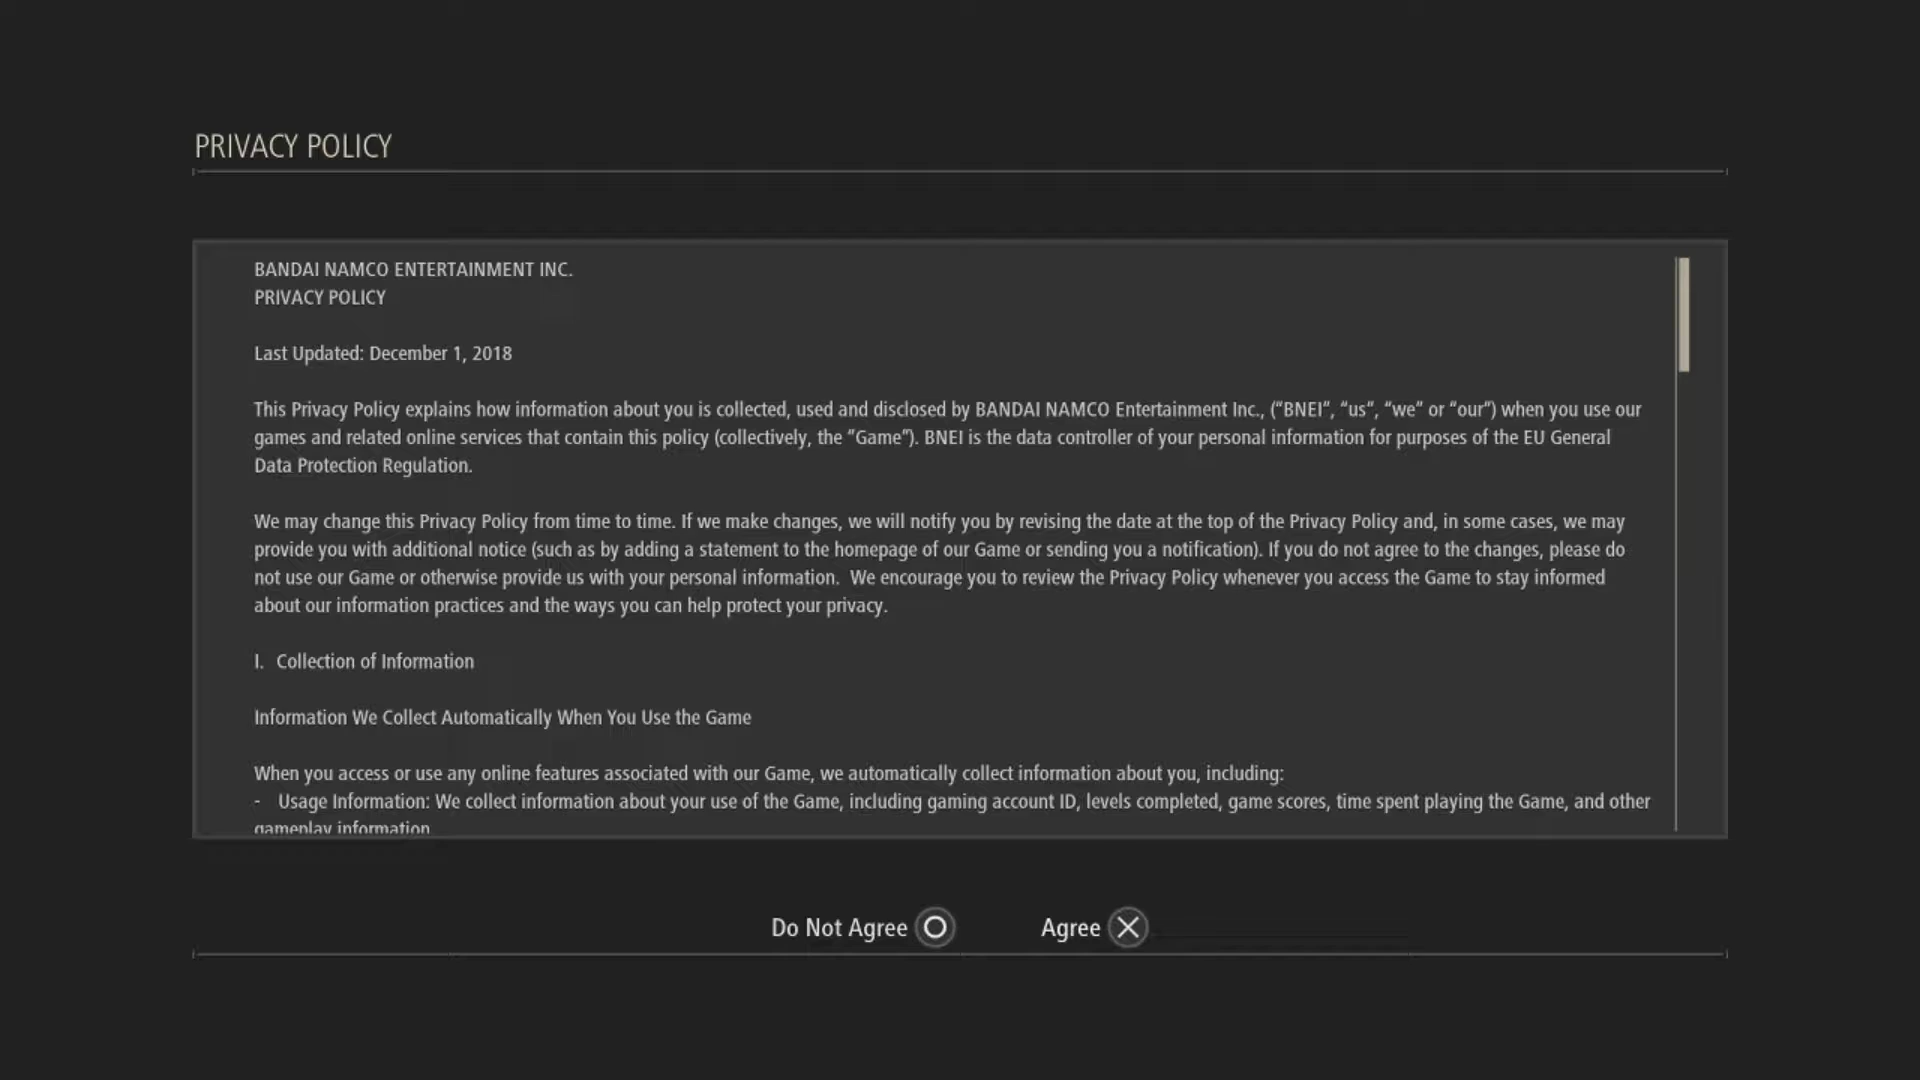 PRIVACY POLICY
BANDAI NAMCO ENTERTAINMENT INC.
PRIVACY POLICY
Last Updated: December 1, 2018
This Privacy Policy explains how information about you is collected, used and disclosed by BANDAI NAMCO Entertainment Inc., (“BNEI”, “us”, “we” or “our”) when you use our
games and related online services that contain this policy (collectively, the “Game”). BNEI is the data controller of your personal information for purposes of the EU General
Data Protection Regulation.
We may change this Privacy Policy from time to time. If we make changes, we will notify you by revising the date at the top of the Privacy Policy and, in some cases, we may
provide you with additional notice (such as by adding a statement to the homepage of our Game or sending you a notification). If you do not agree to the changes, please do
not use our Game or otherwise provide us with your personal information.  We encourage you to review the Privacy Policy whenever you access the Game to stay informed
about our information practices and the ways you can help protect your privacy.
I.  Collection of Information
Information We Collect Automatically When You Use the Game
When you access or use any online features associated with our Game, we automatically collect information about you, including:
-   Usage Information: We collect information about your use of the Game, including gaming account ID, levels completed, game scores, time spent playing the Game, and other
gameplay information.
Do Not Agree
Agree